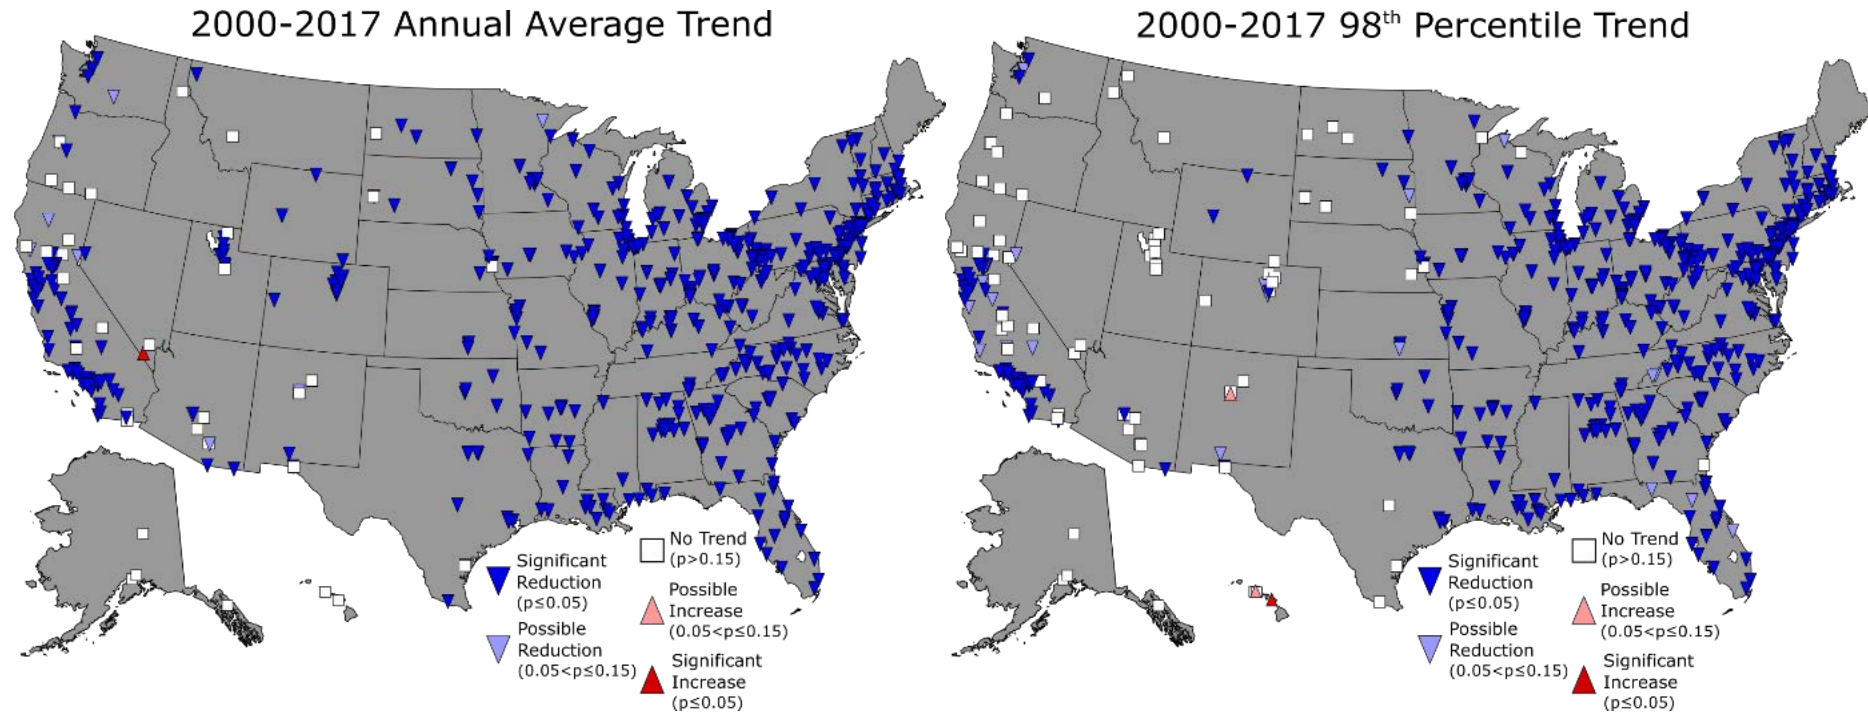 2000-2017 Annual Average Trend
Significant
Reduction
(p≤0.05)
Possible
Reduction
(0.05<p≤0.15)
No Trend
(p>0.15)
Possible
Increase
(0.05<p≤0.15)
Significant
Increase
(p≤0.05)
2000-2017 98th Percentile Trend
Significant
Reduction
(p≤0.05)
Possible
Reduction
(0.05<p≤0.15)
No Trend
(p>0.15)
Possible
Increase
(0.05<p≤0.15)
Significant
Increase
(p≤0.05)